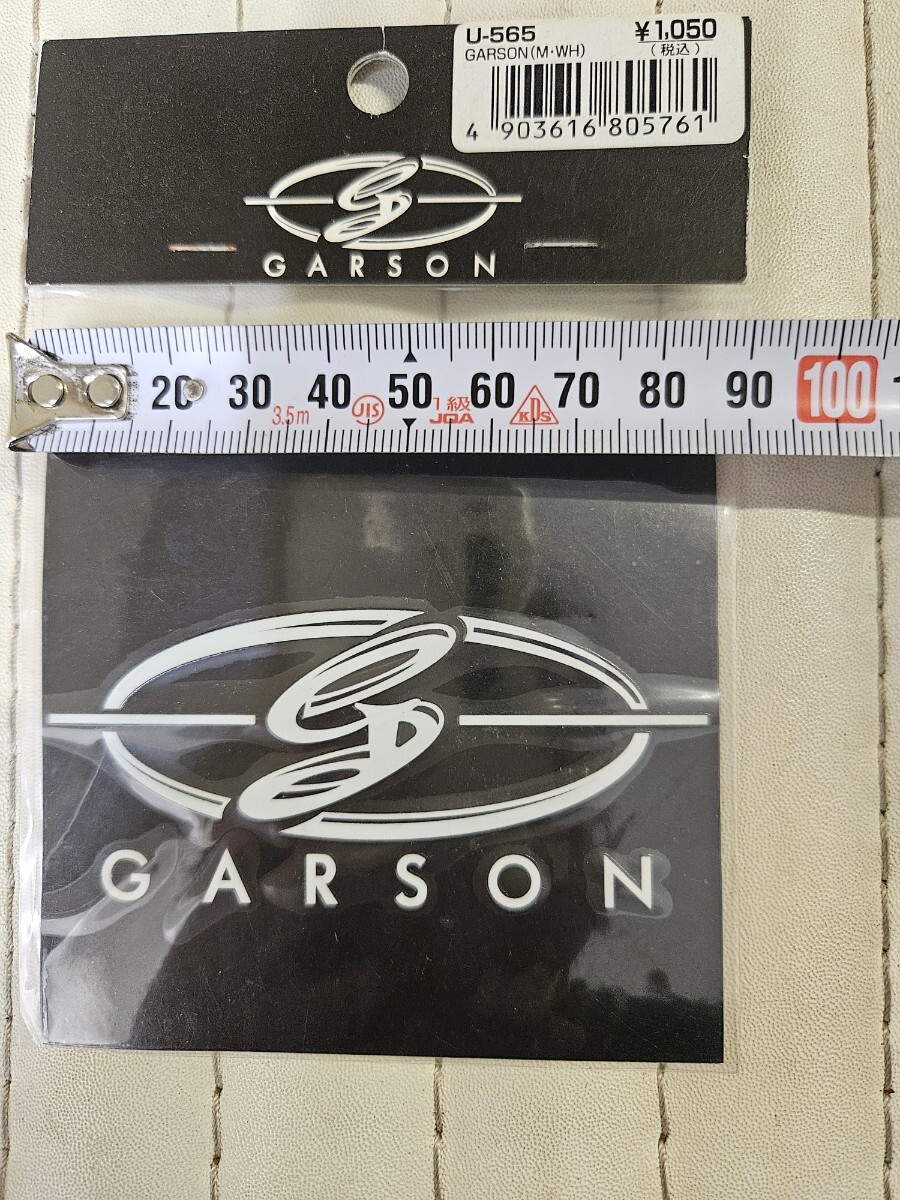 U-565 ¥1,050
GARSON(M・WH) (税込)
4 903616 805761
GARSON
20 30 40 50 60 70 80 90 100 1
3.5m JIS 1級 KDS
JQA
GARSON